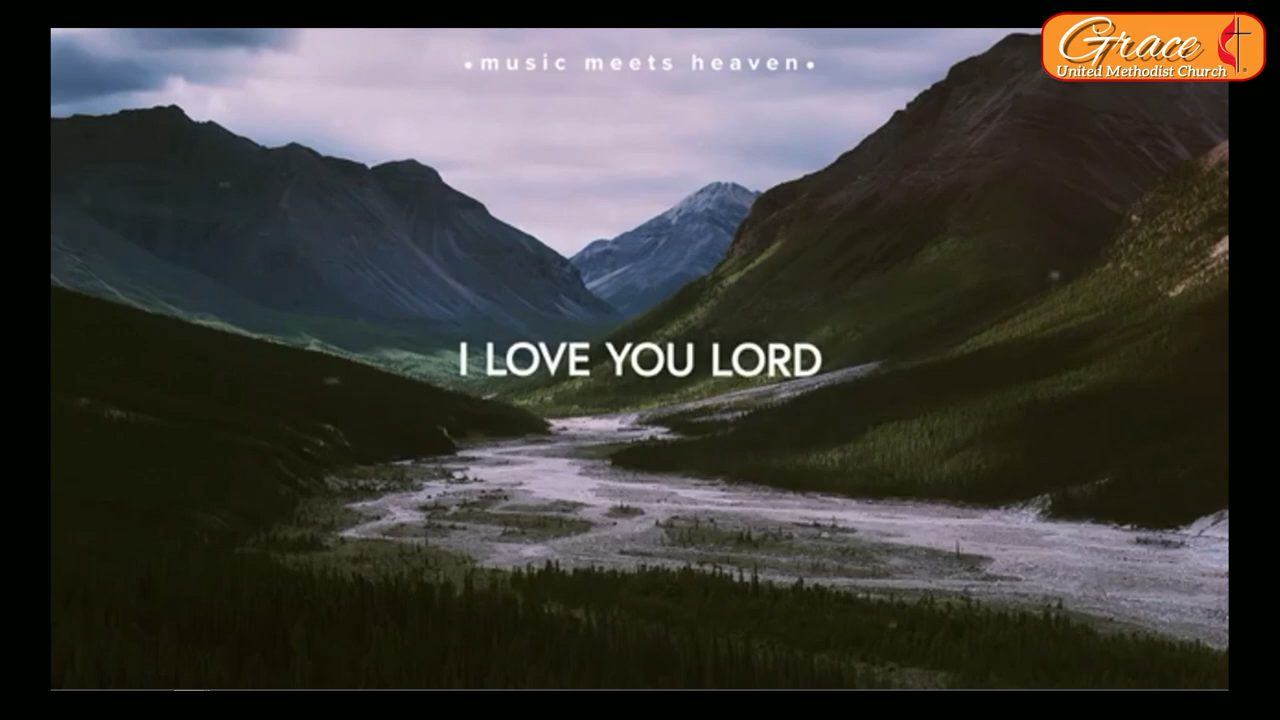 Grace
United Methodist Church
•music meets heaven•
I LOVE YOU LORD